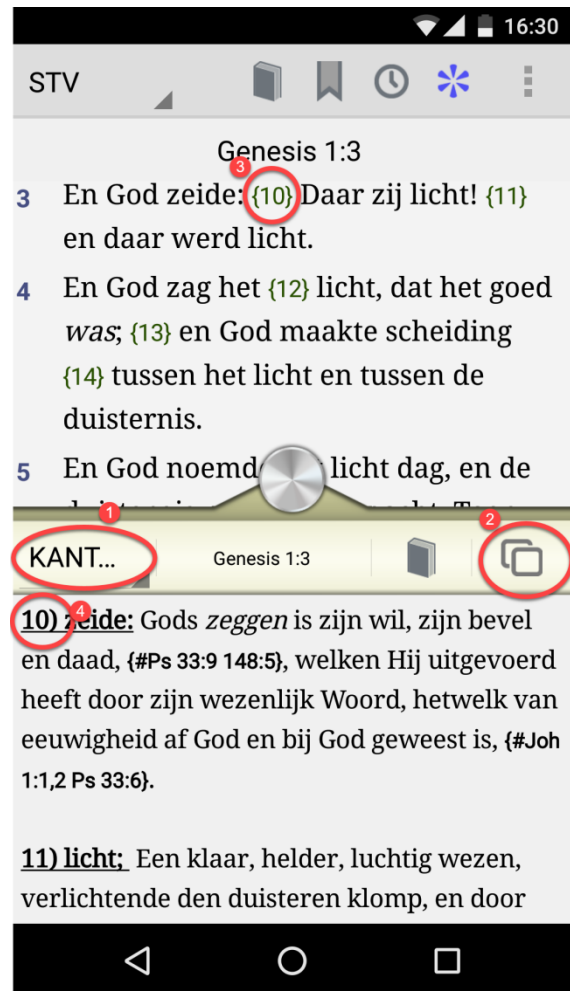 16:30
STV
Genesis 1:3
3
3 En God zeide: {10} Daar zij licht! {11}
en daar werd licht.
4 En God zag het {12} licht, dat het goed
was; {13} en God maakte scheiding
{14} tussen het licht en tussen de
duisternis.
5 En God noemd licht dag, en de
1
2
KANT...
Genesis 1:3
4
10) zeide: Gods zeggen is zijn wil, zijn bevel
en daad, {#Ps 33:9 148:5}, welken Hij uitgevoerd
heeft door zijn wezenlijk Woord, hetwelk van
eeuwigheid af God en bij God geweest is, {#Joh
1:1,2 Ps 33:6}.
11) licht; Een klaar, helder, luchtig wezen,
verlichtende den duisteren klomp, en door